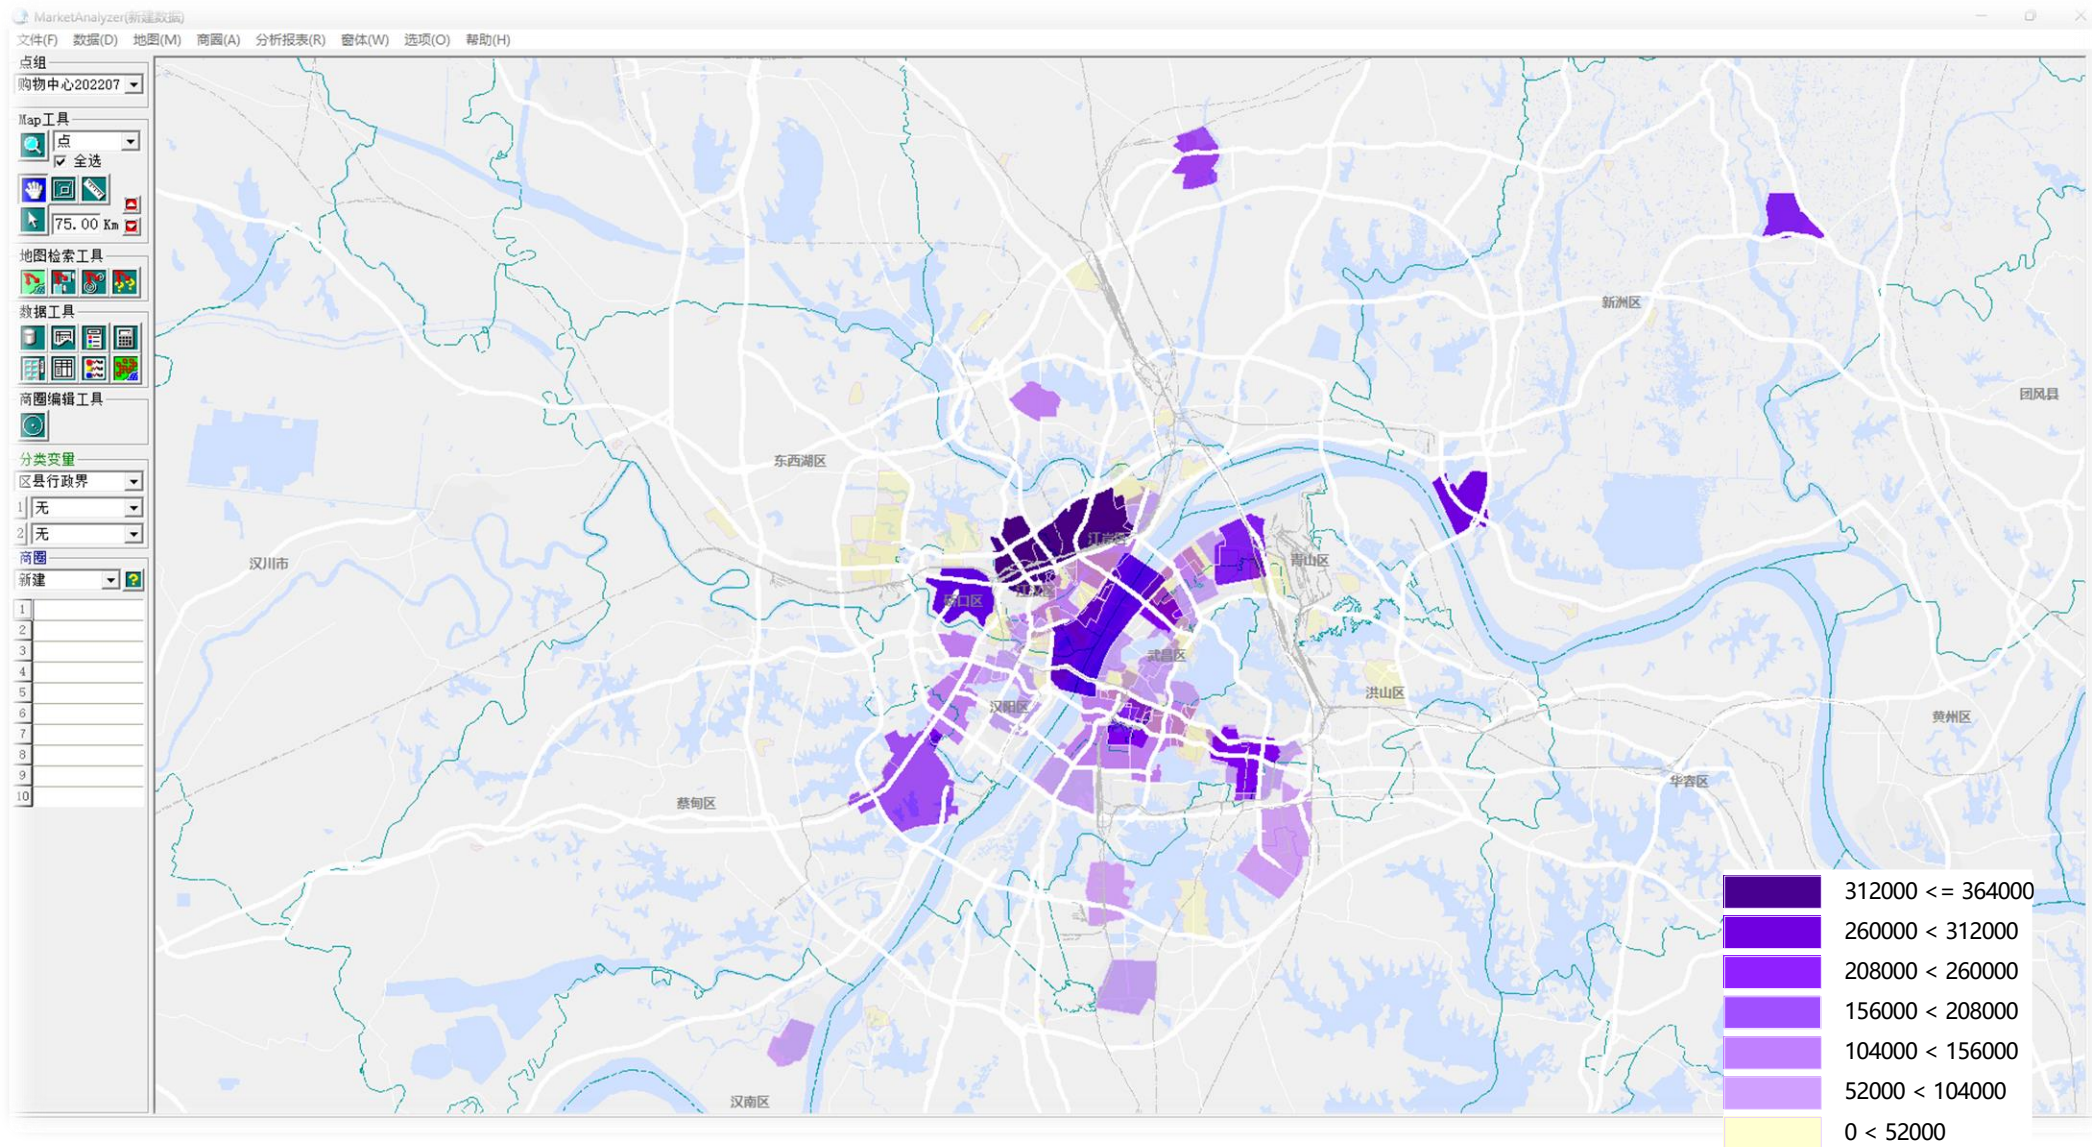 MarketAnalyzer(新建数据)
文件(F) 数据(D) 地图(M) 商圈(A) 分析报表(R) 窗体(W) 选项(O) 帮助(H)
点组
购物中心202207
Map工具
点
全选
75.00 Km
地图检索工具
数据工具
商圈编辑工具
分类变量
区县行政界
1 无
2 无
商圈
新建
1
2
3
4
5
6
7
8
9
10
新洲区
团风县
东西湖区
江岸区
汉川市
青山区
硚口区
武昌区
洪山区
汉阳区
黄州区
华容区
蔡甸区
汉南区
312000 <= 364000
260000 < 312000
208000 < 260000
156000 < 208000
104000 < 156000
52000 < 104000
0 < 52000